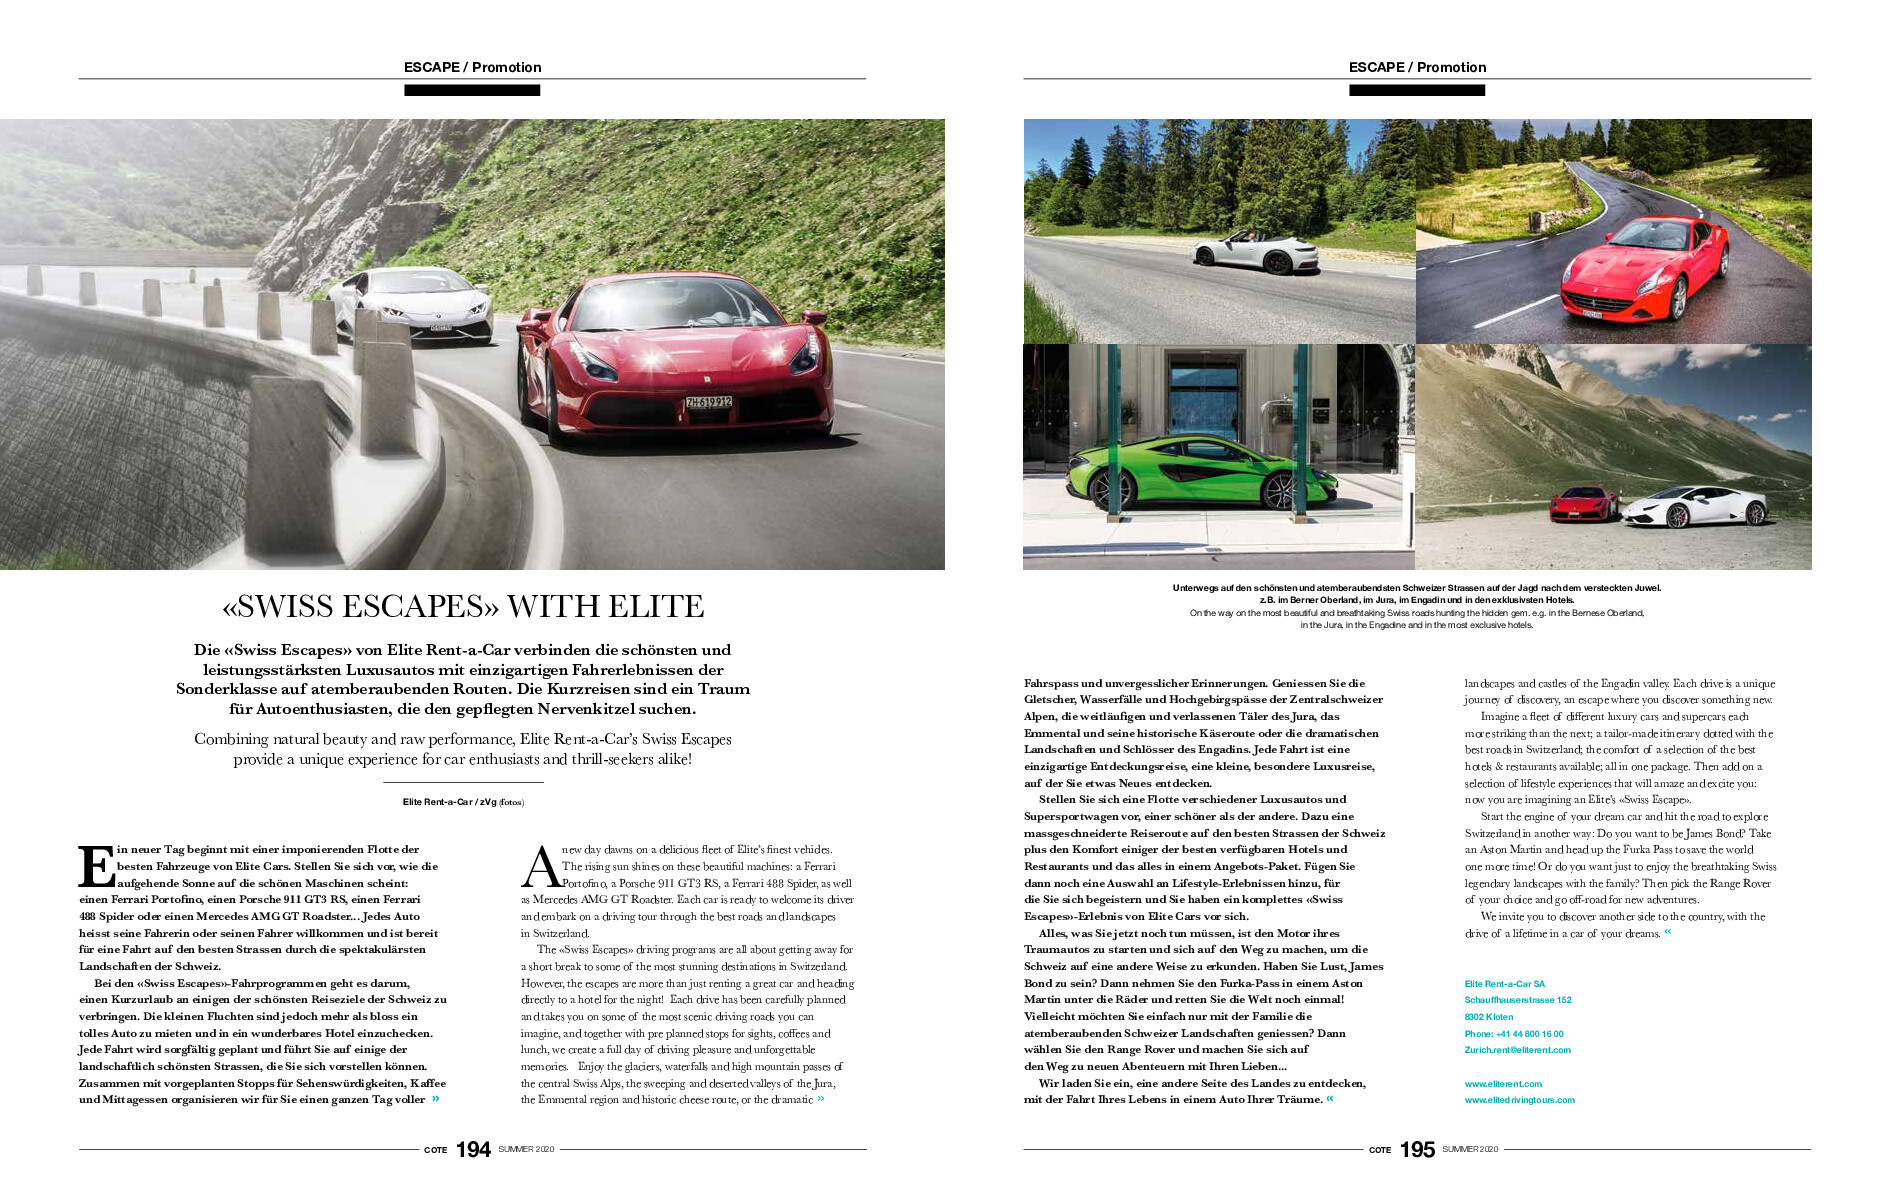 ESCAPE / Promotion
ZH 619912
«SWISS ESCAPES» WITH ELITE
Die «Swiss Escapes» von Elite Rent-a-Car verbinden die schönsten und
leistungsstärksten Luxusautos mit einzigartigen Fahrerlebnissen der
Sonderklasse auf atemberaubenden Routen. Die Kurzreisen sind ein Traum
für Autoenthusiasten, die den gepflegten Nervenkitzel suchen.
Combining natural beauty and raw performance, Elite Rent-a-Car's Swiss Escapes
provide a unique experience for car enthusiasts and thrill-seekers alike!
Elite Rent-a-Car / zVg (fotos)
Ein neuer Tag beginnt mit einer imponierenden Flotte der
besten Fahrzeuge von Elite Cars. Stellen Sie sich vor, wie die
aufgehende Sonne auf die schönen Maschinen scheint:
einen Ferrari Portofino, einen Porsche 911 GT3 RS, einen Ferrari
488 Spider oder einen Mercedes AMG GT Roadster... Jedes Auto
heisst seine Fahrerin oder seinen Fahrer willkommen und ist bereit
für eine Fahrt auf den besten Strassen durch die spektakulärsten
Landschaften der Schweiz.
Bei den «Swiss Escapes»-Fahrprogrammen geht es darum,
einen Kurzurlaub an einigen der schönsten Reiseziele der Schweiz zu
verbringen. Die kleinen Fluchten sind jedoch mehr als bloss ein
tolles Auto zu mieten und in ein wunderbares Hotel einzuchecken.
Jede Fahrt wird sorgfältig geplant und führt Sie auf einige der
landschaftlich schönsten Strassen, die Sie sich vorstellen können.
Zusammen mit vorgeplanten Stopps für Sehenswürdigkeiten, Kaffee
und Mittagessen organisieren wir für Sie einen ganzen Tag voller »
A new day dawns on a delicious fleet of Elite's finest vehicles.
The rising sun shines on these beautiful machines: a Ferrari
Portofino, a Porsche 911 GT3 RS, a Ferrari 488 Spider, as well
as Mercedes AMG GT Roadster. Each car is ready to welcome its driver
and embark on a driving tour through the best roads and landscapes
in Switzerland.
The «Swiss Escapes» driving programs are all about getting away for
a short break to some of the most stunning destinations in Switzerland.
However, the escapes are more than just renting a great car and heading
directly to a hotel for the night! Each drive has been carefully planned
and takes you on some of the most scenic driving roads you can
imagine, and together with pre planned stops for sights, coffees and
lunch, we create a full day of driving pleasure and unforgettable
memories. Enjoy the glaciers, waterfalls and high mountain passes of
the central Swiss Alps, the sweeping and deserted valleys of the Jura,
the Emmental region and historic cheese route, or the dramatic »
COTE 194 SUMMER 2020
ESCAPE / Promotion
Unterwegs auf den schönsten und atemberaubendsten Schweizer Strassen auf der Jagd nach dem versteckten Juwel.
z.B. im Berner Oberland, im Jura, im Engadin und in den exklusivsten Hotels.
On the way on the most beautiful and breathtaking Swiss roads hunting the hidden gem. e.g. in the Bernese Oberland,
in the Jura, in the Engadine and in the most exclusive hotels.
Fahrspass und unvergesslicher Erinnerungen. Geniessen Sie die
Gletscher, Wasserfälle und Hochgebirgspässe der Zentralschweizer
Alpen, die weitläufigen und verlassenen Täler des Jura, das
Emmental und seine historische Käseroute oder die dramatischen
Landschaften und Schlösser des Engadins. Jede Fahrt ist eine
einzigartige Entdeckungsreise, eine kleine, besondere Luxusreise,
auf der Sie etwas Neues entdecken.
Stellen Sie sich eine Flotte verschiedener Luxusautos und
Supersportwagen vor, einer schöner als der andere. Dazu eine
massgeschneiderte Reiseroute auf den besten Strassen der Schweiz
plus den Komfort einiger der besten verfügbaren Hotels und
Restaurants und das alles in einem Angebots-Paket. Fügen Sie
dann noch eine Auswahl an Lifestyle-Erlebnissen hinzu, für
die Sie sich begeistern und Sie haben ein komplettes «Swiss
Escapes»-Erlebnis von Elite Cars vor sich.
Alles, was Sie jetzt noch tun müssen, ist den Motor ihres
Traumautos zu starten und sich auf den Weg zu machen, um die
Schweiz auf eine andere Weise zu erkunden. Haben Sie Lust, James
Bond zu sein? Dann nehmen Sie den Furka-Pass in einem Aston
Martin unter die Räder und retten Sie die Welt noch einmal!
Vielleicht möchten Sie einfach nur mit der Familie die
atemberaubenden Schweizer Landschaften geniessen? Dann
wählen Sie den Range Rover und machen Sie sich auf
den Weg zu neuen Abenteuern mit Ihren Lieben...
Wir laden Sie ein, eine andere Seite des Landes zu entdecken,
mit der Fahrt Ihres Lebens in einem Auto Ihrer Träume. «
landscapes and castles of the Engadin valley. Each drive is a unique
journey of discovery, an escape where you discover something new.
Imagine a fleet of different luxury cars and supercars each
more striking than the next; a tailor-made itinerary dotted with the
best roads in Switzerland; the comfort of a selection of the best
hotels & restaurants available; all in one package. Then add on a
selection of lifestyle experiences that will amaze and excite you:
now you are imagining an Elite's «Swiss Escape».
Start the engine of your dream car and hit the road to explore
Switzerland in another way: Do you want to be James Bond? Take
an Aston Martin and head up the Furka Pass to save the world
one more time! Or do you want just to enjoy the breathtaking Swiss
legendary landscapes with the family? Then pick the Range Rover
of your choice and go off-road for new adventures.
We invite you to discover another side to the country, with the
drive of a lifetime in a car of your dreams. «
Elite Rent-a-Car SA
Schauffhauserstrasse 152
8302 Kloten
Phone: +41 44 800 16 00
Zurich.rent@eliterent.com
www.eliterent.com
www.elitedrivingtours.com
COTE 195 SUMMER 2020